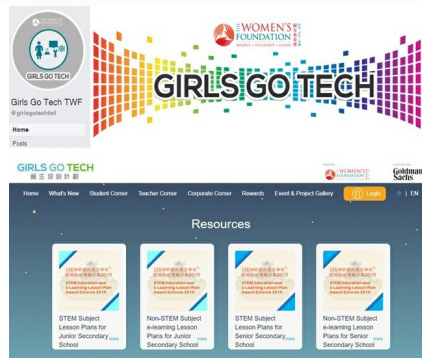 GIRLS GO TECH
Girls Go Tech TWF
@girlsgotechtwf
Home
Posts
THE WOMEN'S
FOUNDATION
GIRLS GO TECH
GIRLS GO TECH
THE WOMEN'S
FOUNDATION
Goldman
Sachs
Home What's New Student Corner Teacher Corner Corporate Corner Rewards Event & Project Gallery Login | EN
Resources
STEM Education and
e-Learning Lesson Plan
Award Scheme 2019
STEM Subject
Lesson Plans for
Junior Secondary
School
more
STEM Education and
e-Learning Lesson Plan
Award Scheme 2019
Non-STEM Subject
e-learning Lesson
Plans for Junior
Secondary School
more
STEM Education and
e-Learning Lesson Plan
Award Scheme 2019
STEM Subject
Lesson Plans for
Senior Secondary
School
more
STEM Education and
e-Learning Lesson Plan
Award Scheme 2019
Non-STEM Subject
e-learning Lesson
Plans for Senior
Secondary School
more